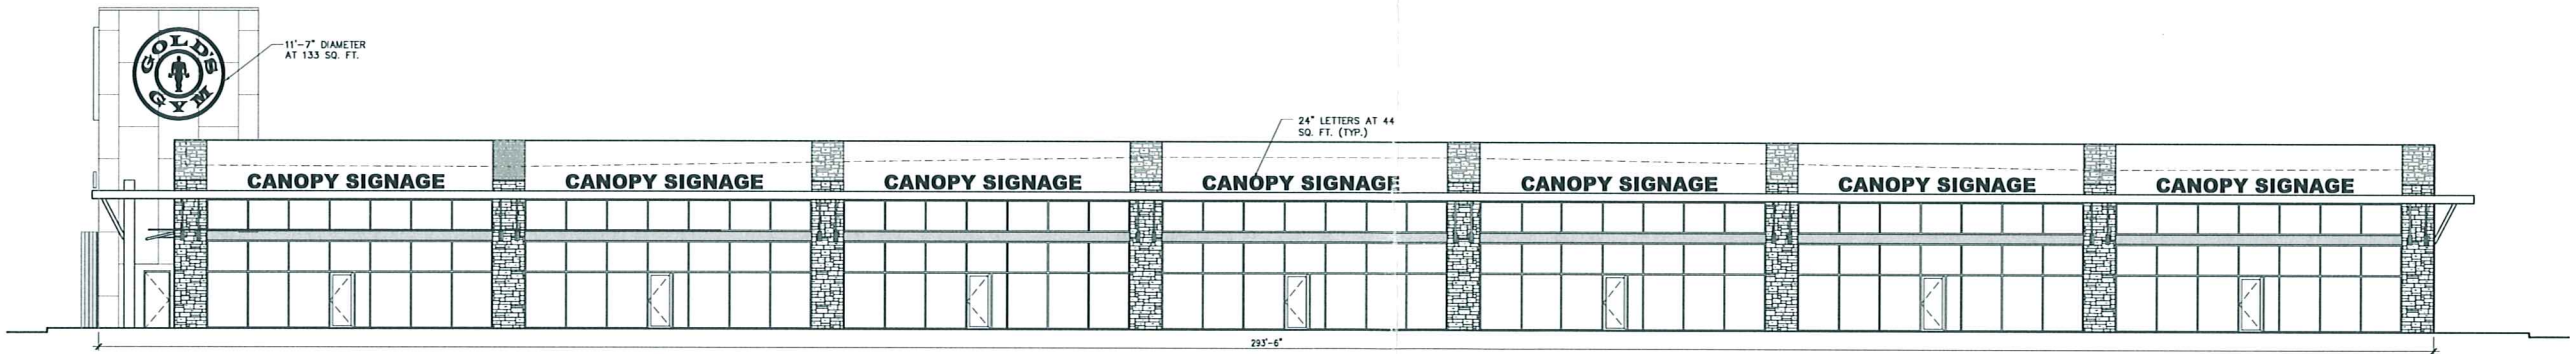 GOLD'S
GYM
11'-7" DIAMETER
AT 133 SQ. FT.
24" LETTERS AT 44
SQ. FT. (TYP.)
CANOPY SIGNAGE
CANOPY SIGNAGE
CANOPY SIGNAGE
CANOPY SIGNAGE
CANOPY SIGNAGE
CANOPY SIGNAGE
CANOPY SIGNAGE
293'-6"